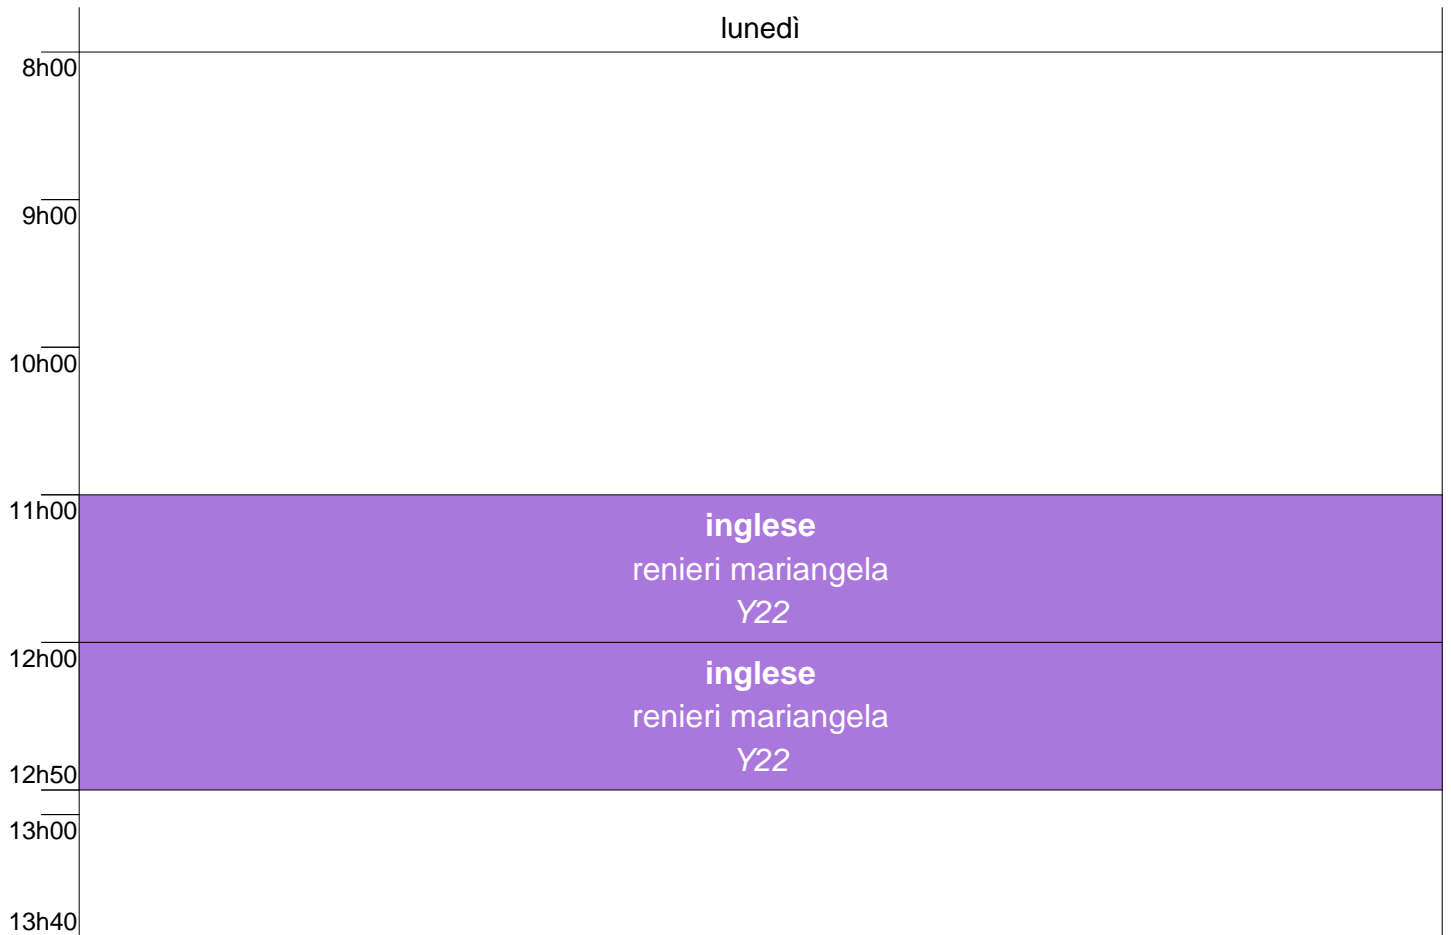 lunedì
8h00
9h00
10h00
11h00
inglese
renieri mariangela
Y22
12h00
inglese
renieri mariangela
Y22
12h50
13h00
13h40